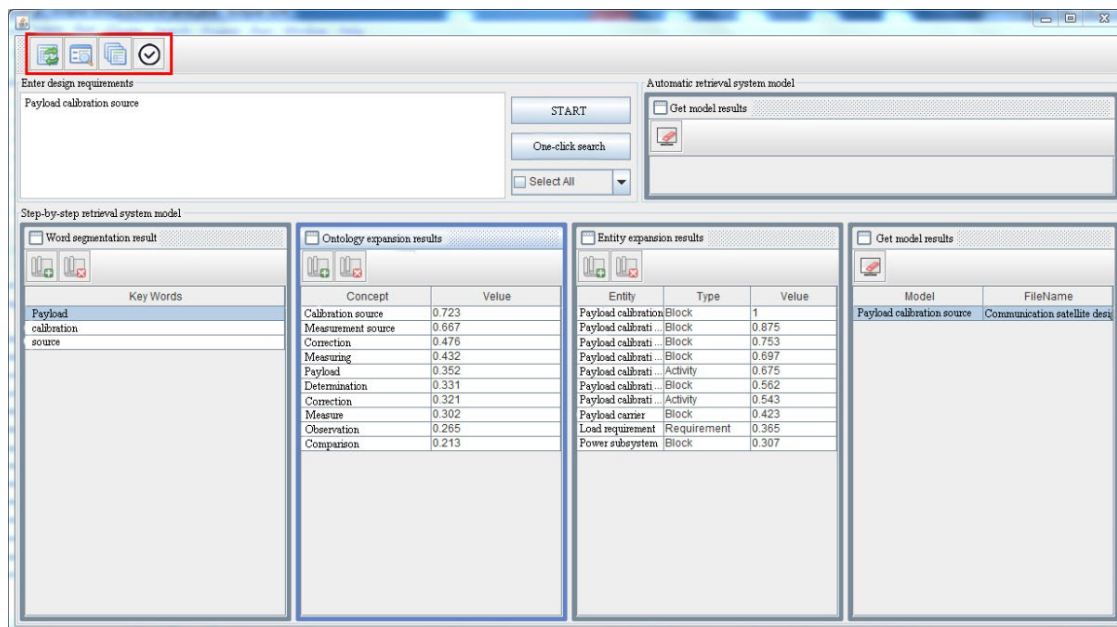 Enter design requirements
Payload calibration source
START
One-click search
Select All
Automatic retrieval system model
Get model results
Step-by-step retrieval system model
Word segmentation result
Key Words
Payload
calibration
source
Ontology expansion results
Concept Velue
Calibration source 0.723
Measurement source 0.667
Correction 0.476
Measuring 0.432
Payload 0.352
Determination 0.331
Correction 0.321
Measure 0.302
Observation 0.265
Comparison 0.213
Entity expansion results
Entity Type Velue
Payload calibration Block 1
Payload calibrati ... Block 0.875
Payload calibrati ... Block 0.753
Payload calibrati ... Block 0.697
Payload calibrati ... Activity 0.675
Payload calibrati ... Block 0.562
Payload calibrati ... Activity 0.543
Payload carrier Block 0.423
Load requirement Requirement 0.365
Power subsystem Block 0.307
Get model results
Model FileName
Payload calibration source Communication satellite desig